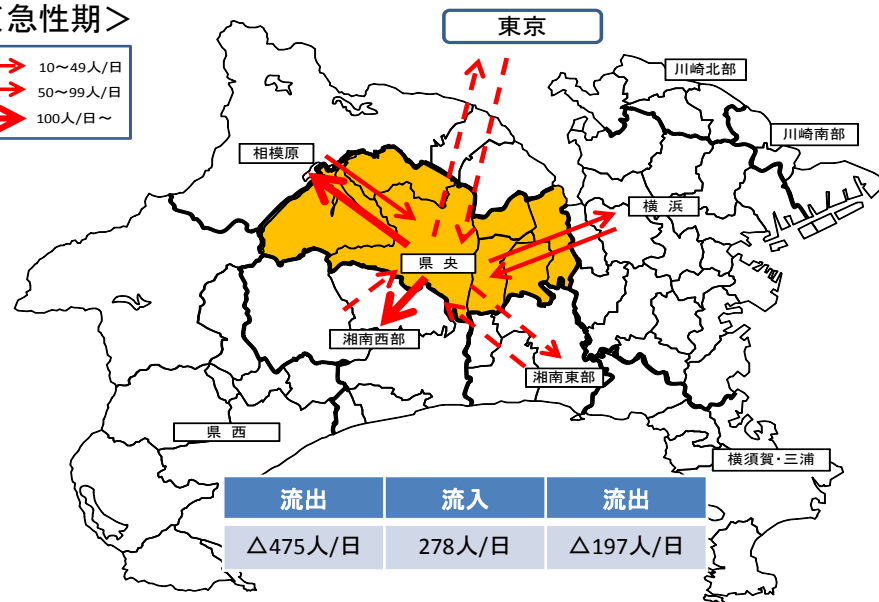 急性期＞
10～49人/日
50～99人/日
100人/日～
東京
川崎北部
川崎南部
相模原
横 浜
県 央
湘南西部
湘南東部
県 西
横須賀・三浦
流出 流入 流出
△475人/日 278人/日 △197人/日